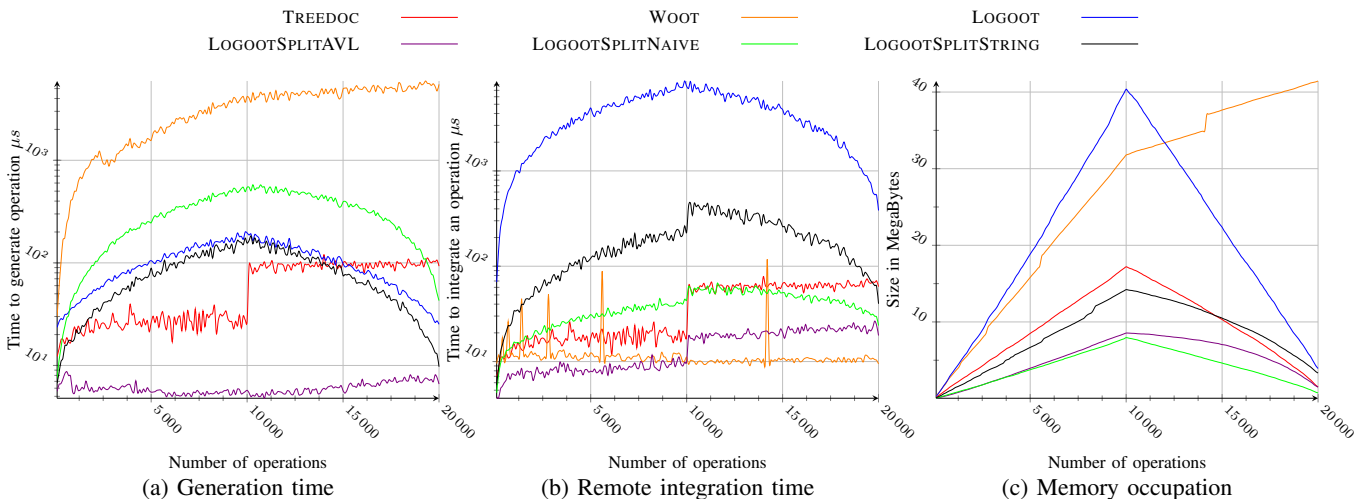 TREEDOC WOOT LOGOOT
LOGOOTSPLITAVL LOGOOTSPLITNAIVE LOGOOTSPLITSTRING
Time to generate operation μs
10^3
10^2
10^1
5 000
10 000
15 000
20 000
Number of operations
(a) Generation time
Time to integrate an operation μs
10^3
10^2
10^1
5 000
10 000
15 000
20 000
Number of operations
(b) Remote integration time
Size in MegaBytes
40
30
20
10
5 000
10 000
15 000
20 000
Number of operations
(c) Memory occupation